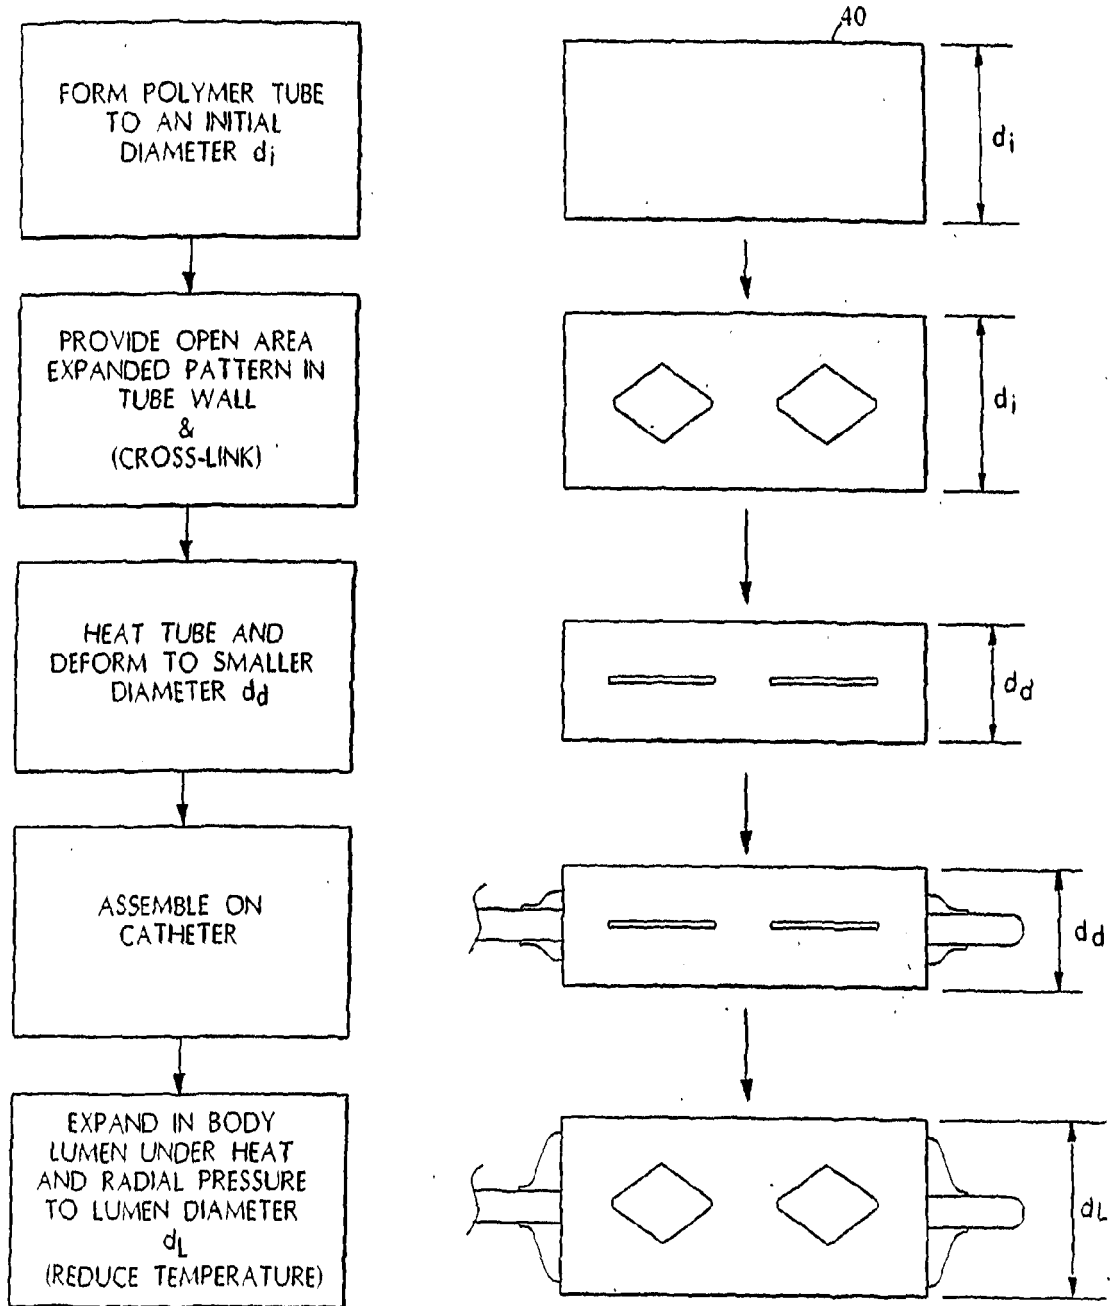 FORM POLYMER TUBE
TO AN INITIAL
DIAMETER di
40
di
PROVIDE OPEN AREA
EXPANDED PATTERN IN
TUBE WALL
&
(CROSS-LINK)
di
HEAT TUBE AND
DEFORM TO SMALLER
DIAMETER dd
dd
ASSEMBLE ON
CATHETER
dd
EXPAND IN BODY
LUMEN UNDER HEAT
AND RADIAL PRESSURE
TO LUMEN DIAMETER
dL
(REDUCE TEMPERATURE)
dL